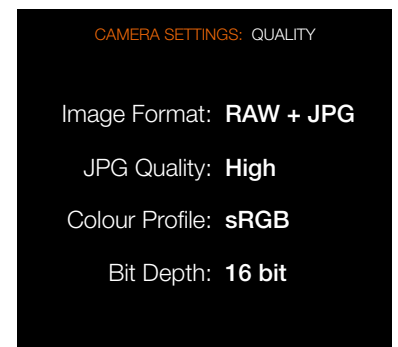 CAMERA SETTINGS: QUALITY
Image Format: RAW + JPG
JPG Quality: High
Colour Profile: sRGB
Bit Depth: 16 bit